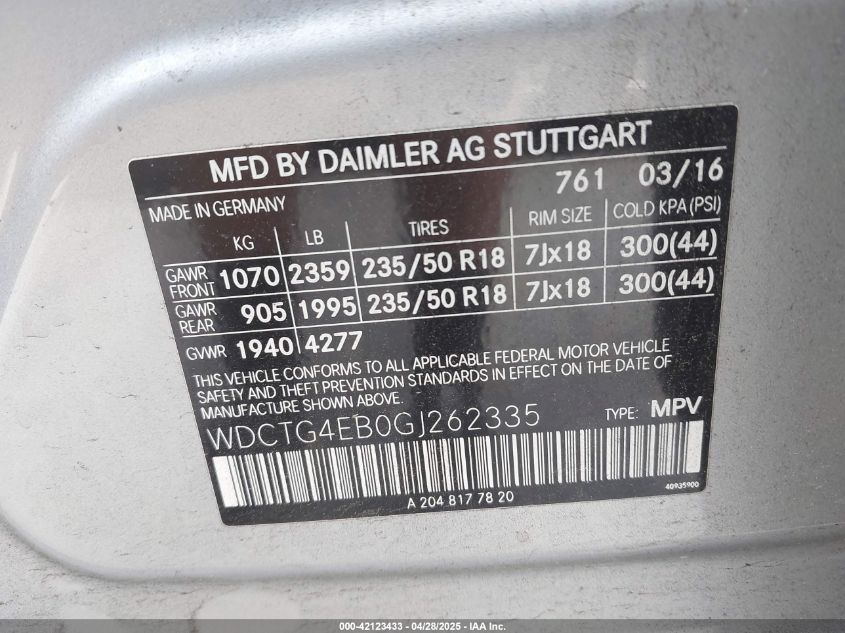 MFD BY DAIMLER AG STUTTGART
761 03/16
MADE IN GERMANY
KG LB TIRES RIM SIZE COLD KPA (PSI)
GAWR FRONT 1070 2359 235/50 R18 7Jx18 300(44)
GAWR REAR 905 1995 235/50 R18 7Jx18 300(44)
GVWR 1940 4277
THIS VEHICLE CONFORMS TO ALL APPLICABLE FEDERAL MOTOR VEHICLE
SAFETY AND THEFT PREVENTION STANDARDS IN EFFECT ON THE DATE OF
MANUFACTURE SHOWN ABOVE.
WDCTG4EB0GJ262335 TYPE: MPV
A 204 817 78 20
40935900
000-42123433 - 04/28/2025 - IAA Inc.